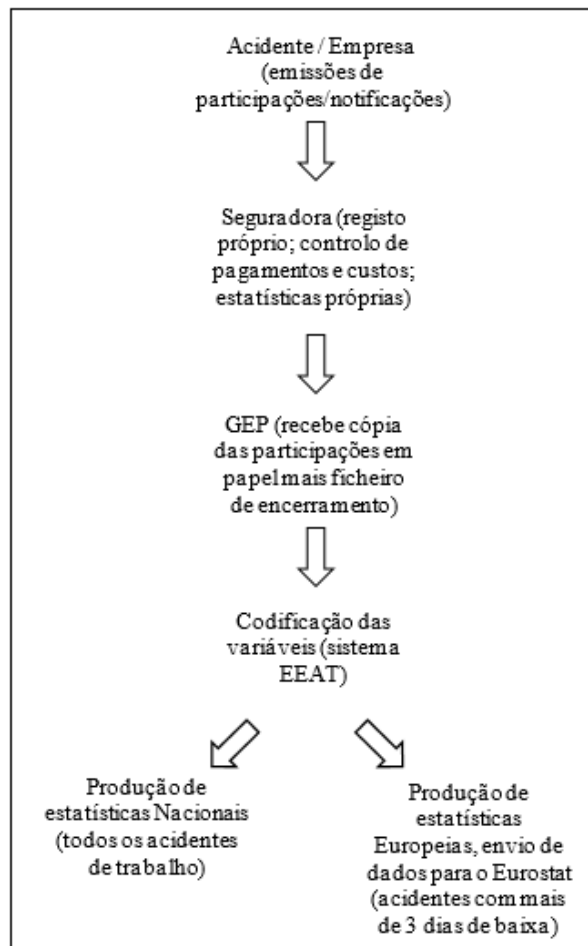 Acidente / Empresa
(emissões de
participações/notificações)
Seguradora (registo
próprio; controlo de
pagamentos e custos;
estatísticas próprias)
GEP (recebe cópia
das participações em
papel mais ficheiro
de encerramento)
Codificação das
variáveis (sistema
EEAT)
Produção de
estatísticas Nacionais
(todos os acidentes
de trabalho)
Produção de
estatísticas
Europeias, envio de
dados para o Eurostat
(acidentes com mais
de 3 dias de baixa)